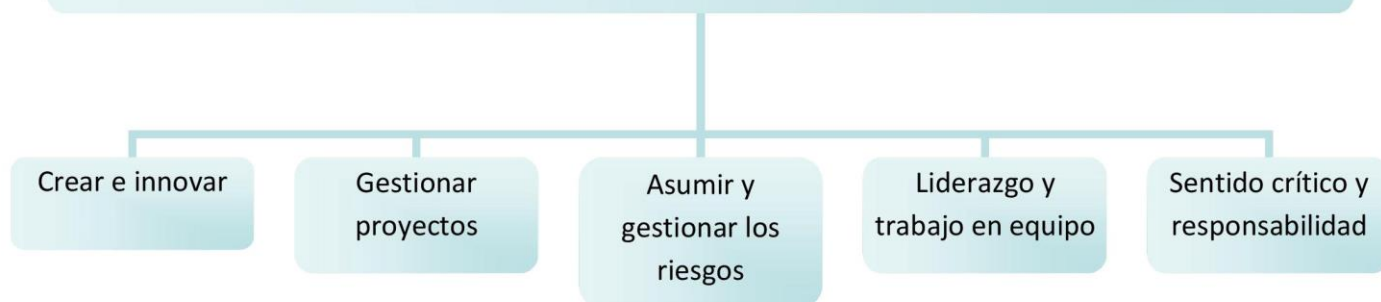 Crear e innovar
Gestionar
proyectos
Asumir y
gestionar los
riesgos
Liderazgo y
trabajo en equipo
Sentido crítico y
responsabilidad